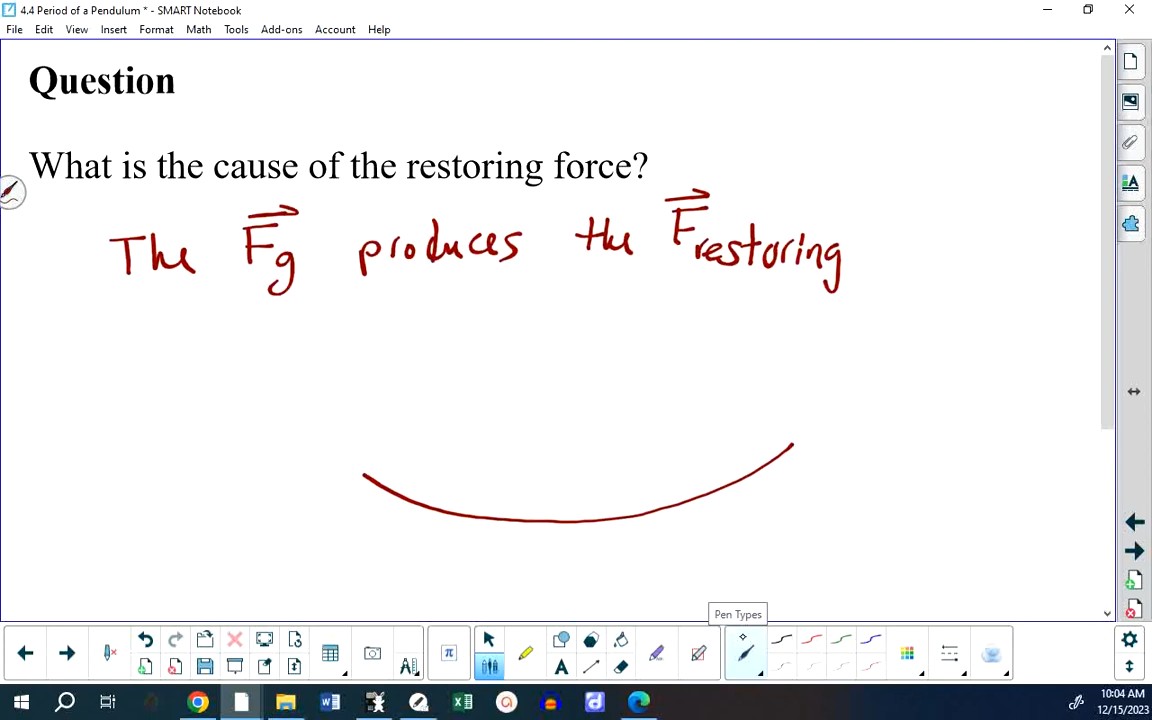 4.4 Period of a Pendulum * - SMART Notebook
File Edit View Insert Format Math Tools Add-ons Account Help
Question
What is the cause of the restoring force?
The Fg produces the Frestoring
Pen Types
10:04 AM
12/15/2023